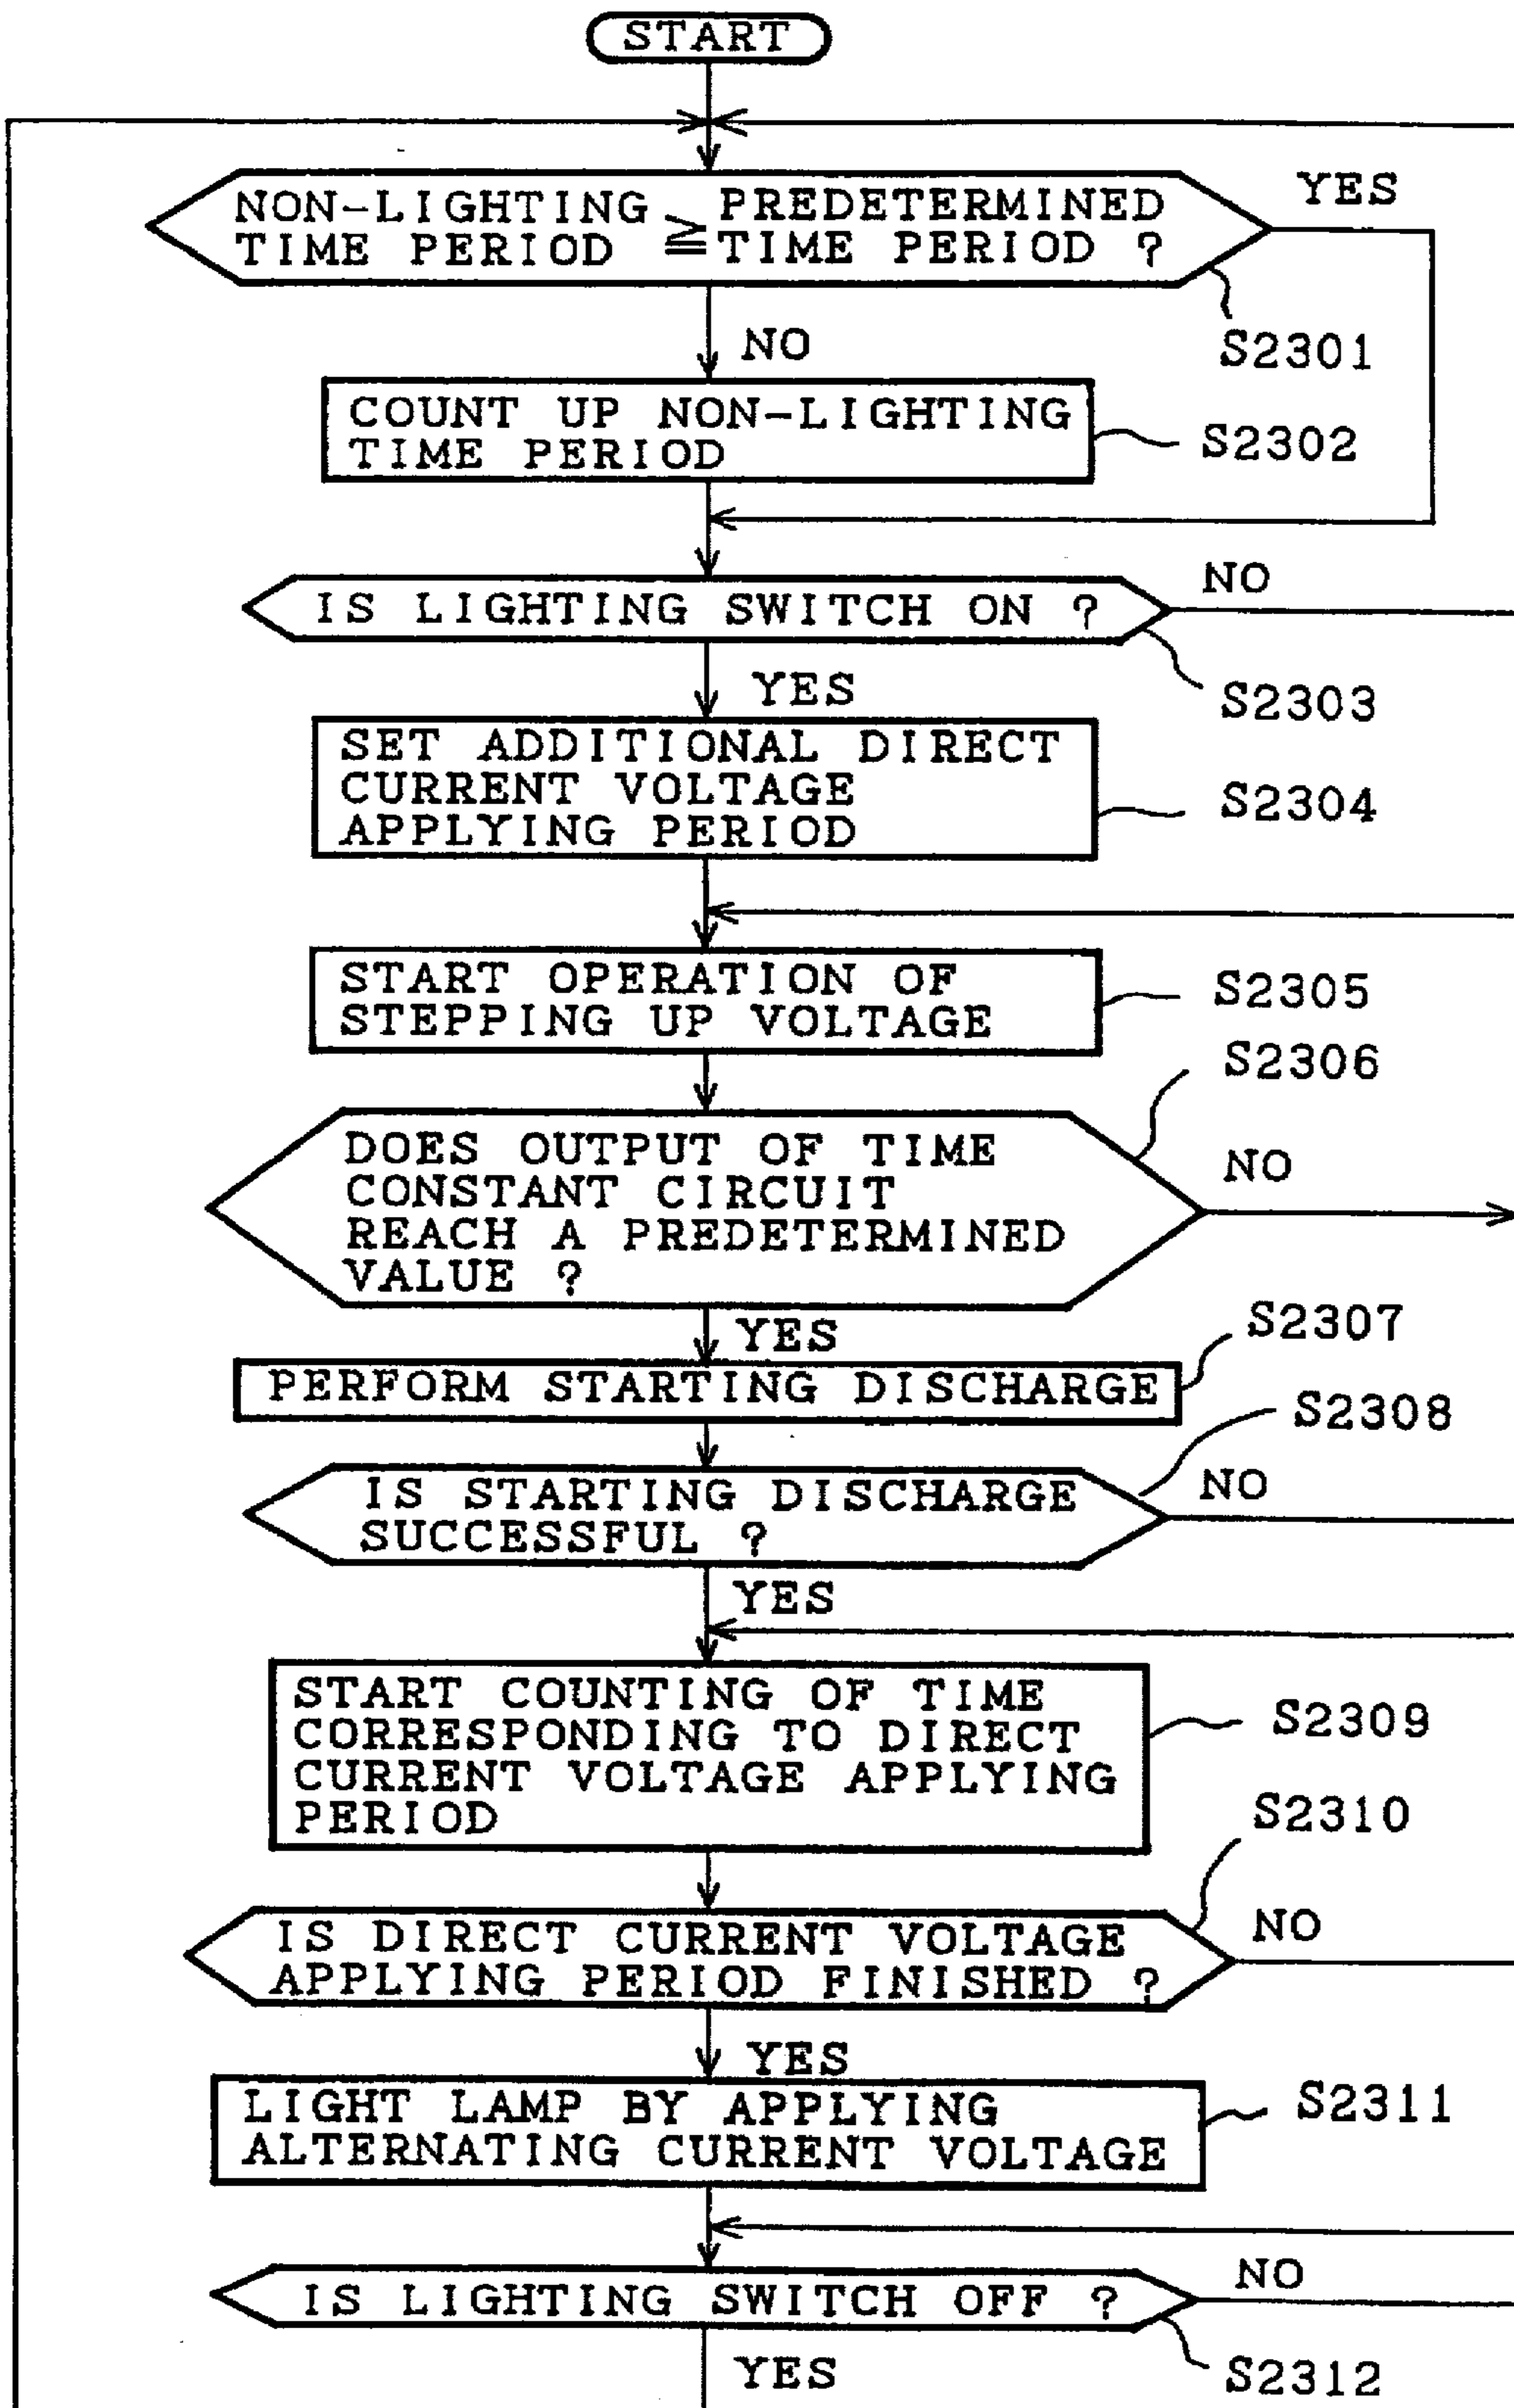 START
NON-LIGHTING ≧ PREDETERMINED
TIME PERIOD TIME PERIOD ?
YES
S2301
NO
COUNT UP NON-LIGHTING
TIME PERIOD
S2302
IS LIGHTING SWITCH ON ?
NO
S2303
YES
SET ADDITIONAL DIRECT
CURRENT VOLTAGE
APPLYING PERIOD
S2304
START OPERATION OF
STEPPING UP VOLTAGE
S2305
S2306
DOES OUTPUT OF TIME
CONSTANT CIRCUIT
REACH A PREDETERMINED
VALUE ?
NO
YES
S2307
PERFORM STARTING DISCHARGE
S2308
IS STARTING DISCHARGE
SUCCESSFUL ?
NO
YES
START COUNTING OF TIME
CORRESPONDING TO DIRECT
CURRENT VOLTAGE APPLYING
PERIOD
S2309
S2310
IS DIRECT CURRENT VOLTAGE
APPLYING PERIOD FINISHED ?
NO
YES
LIGHT LAMP BY APPLYING
ALTERNATING CURRENT VOLTAGE
S2311
IS LIGHTING SWITCH OFF ?
NO
S2312
YES